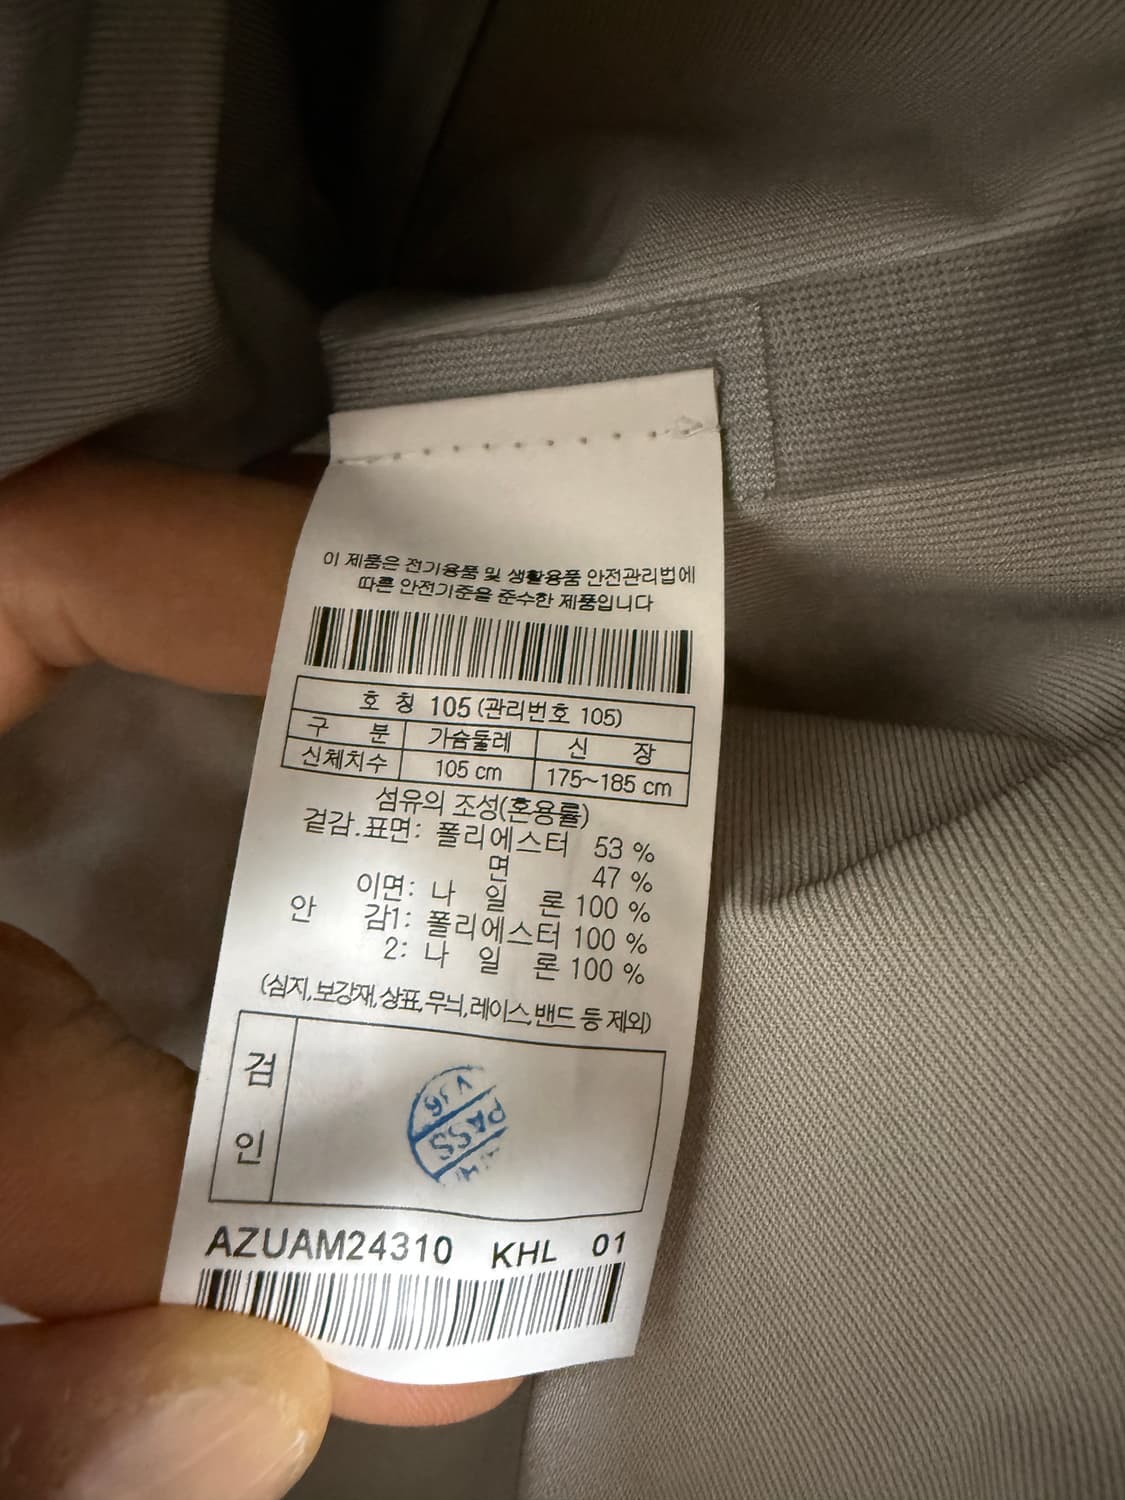 이 제품은 전기용품 및 생활용품 안전관리법에
따른 안전기준을 준수한 제품입니다
호 칭 105 (관리번호 105)
구 분 가슴둘레 신 장
신체치수 105 cm 175~185 cm
섬유의 조성(혼용률)
겉감.표면: 폴리에스터 53 %
면 47 %
이면: 나 일 론 100 %
안 감1: 폴리에스터 100 %
2: 나 일 론 100 %
(심지,보강재,상표,무늬,레이스,밴드 등 제외)
검
인
PASS
AZUAM24310 KHL 01